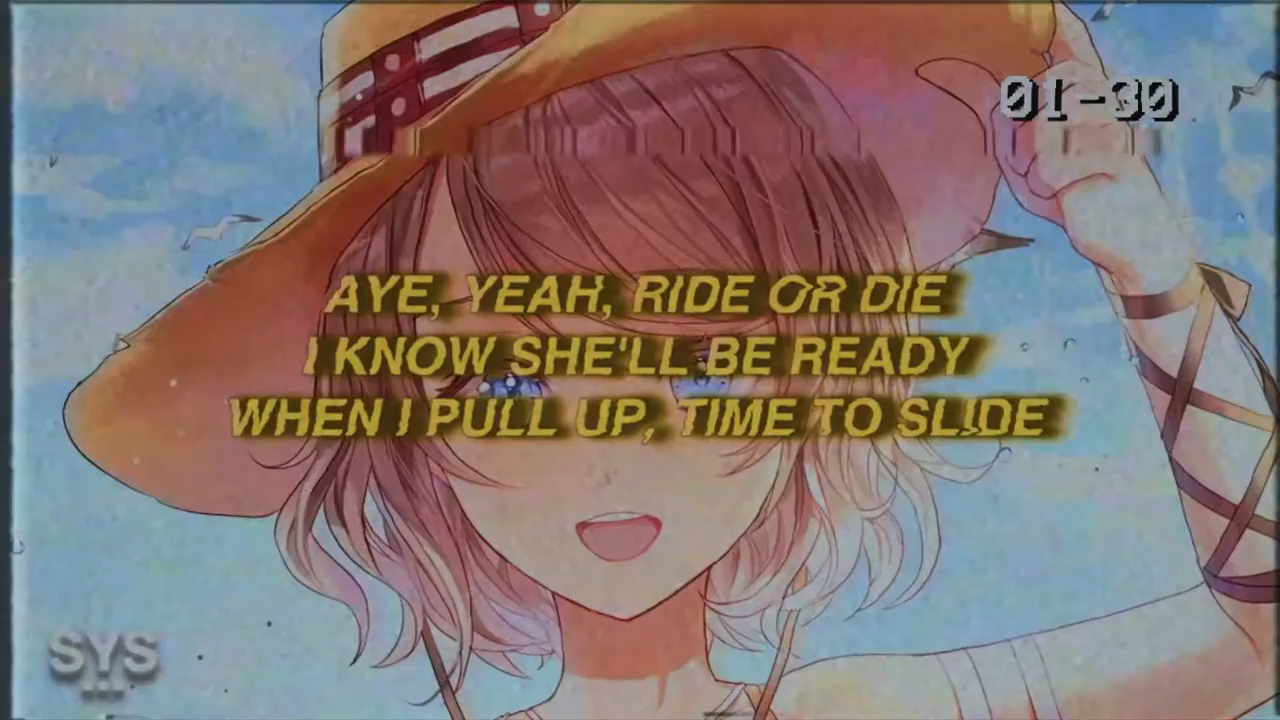 01-30
AYE, YEAH, RIDE OR DIE
I KNOW SHE'LL BE READY
WHEN I PULL UP, TIME TO SLIDE
SYS